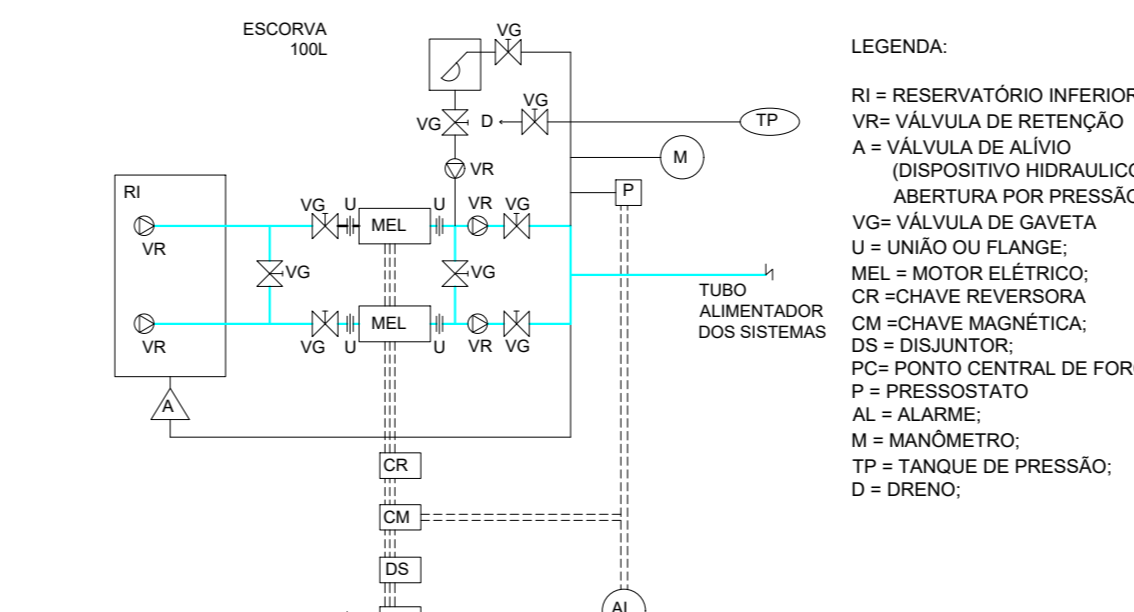 ESCORVA
100L
VG
VG
VG
D
TP
VR
M
P
RI
VR
VG
U
MEL
U
VR
VG
VG
VG
VR
VG
U
MEL
U
VR
VG
TUBO
ALIMENTADOR
DOS SISTEMAS
A
CR
CM
DS
AL
LEGENDA:
RI = RESERVATÓRIO INFERIOR
VR= VÁLVULA DE RETENÇÃO
A = VÁLVULA DE ALÍVIO
(DISPOSITIVO HIDRAULICO
ABERTURA POR PRESSÃO
VG= VÁLVULA DE GAVETA
U = UNIÃO OU FLANGE;
MEL = MOTOR ELÉTRICO;
CR =CHAVE REVERSORA
CM =CHAVE MAGNÉTICA;
DS = DISJUNTOR;
PC= PONTO CENTRAL DE
P = PRESSOSTATO
AL = ALARME;
M = MANÔMETRO;
TP = TANQUE DE PRESSÃO;
D = DRENO;